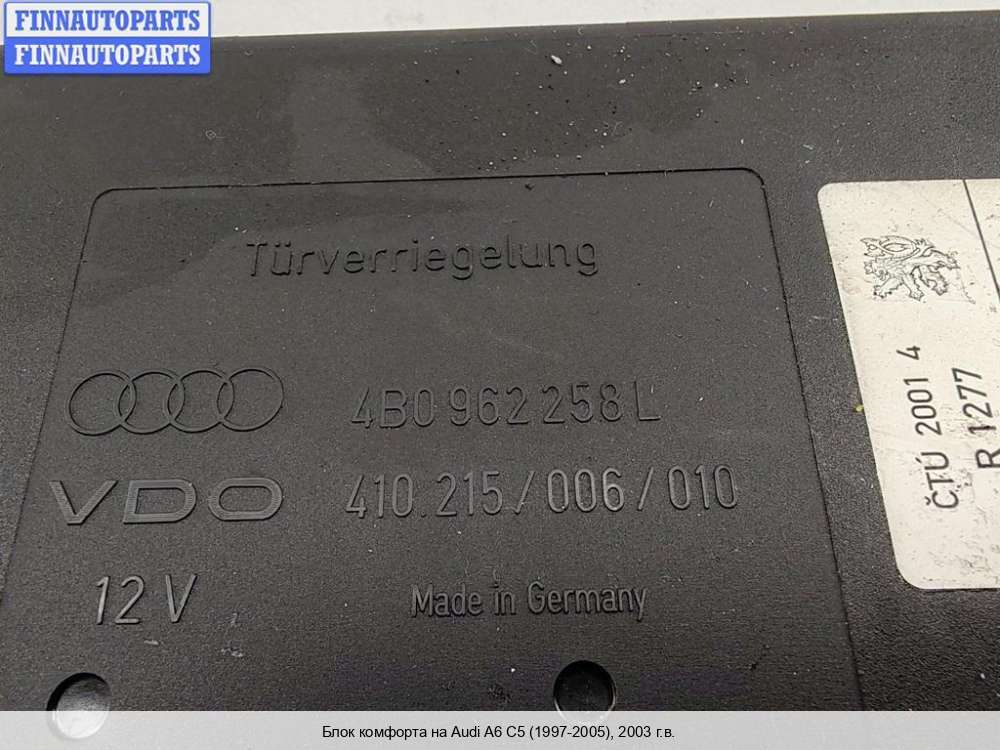 FINNAUTOPARTS
FINNAUTOPARTS
Türverriegelung
4B0 962 258 L
VDO
410.215/006/010
12 V
Made in Germany
ČTÚ 2001 4
R 1277
Блок комфорта на Audi A6 C5 (1997-2005), 2003 г.в.